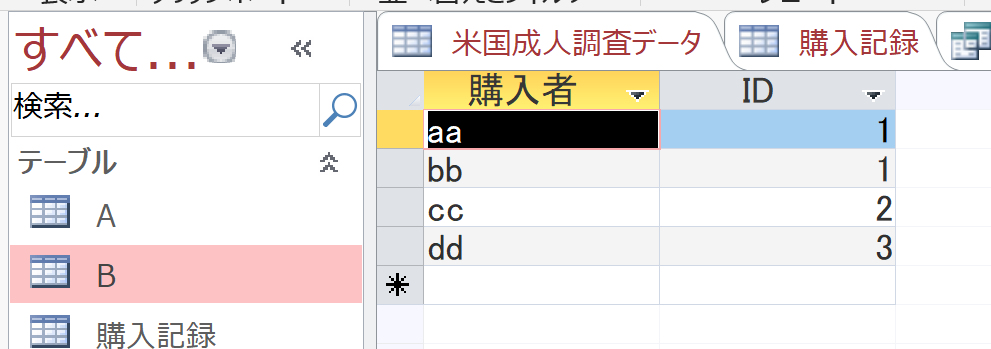 すべて...
«
米国成人調査データ
購入記録
購入者
ID
検索...
aa
1
bb
1
cc
2
dd
3
テーブル
A
B
購入記録